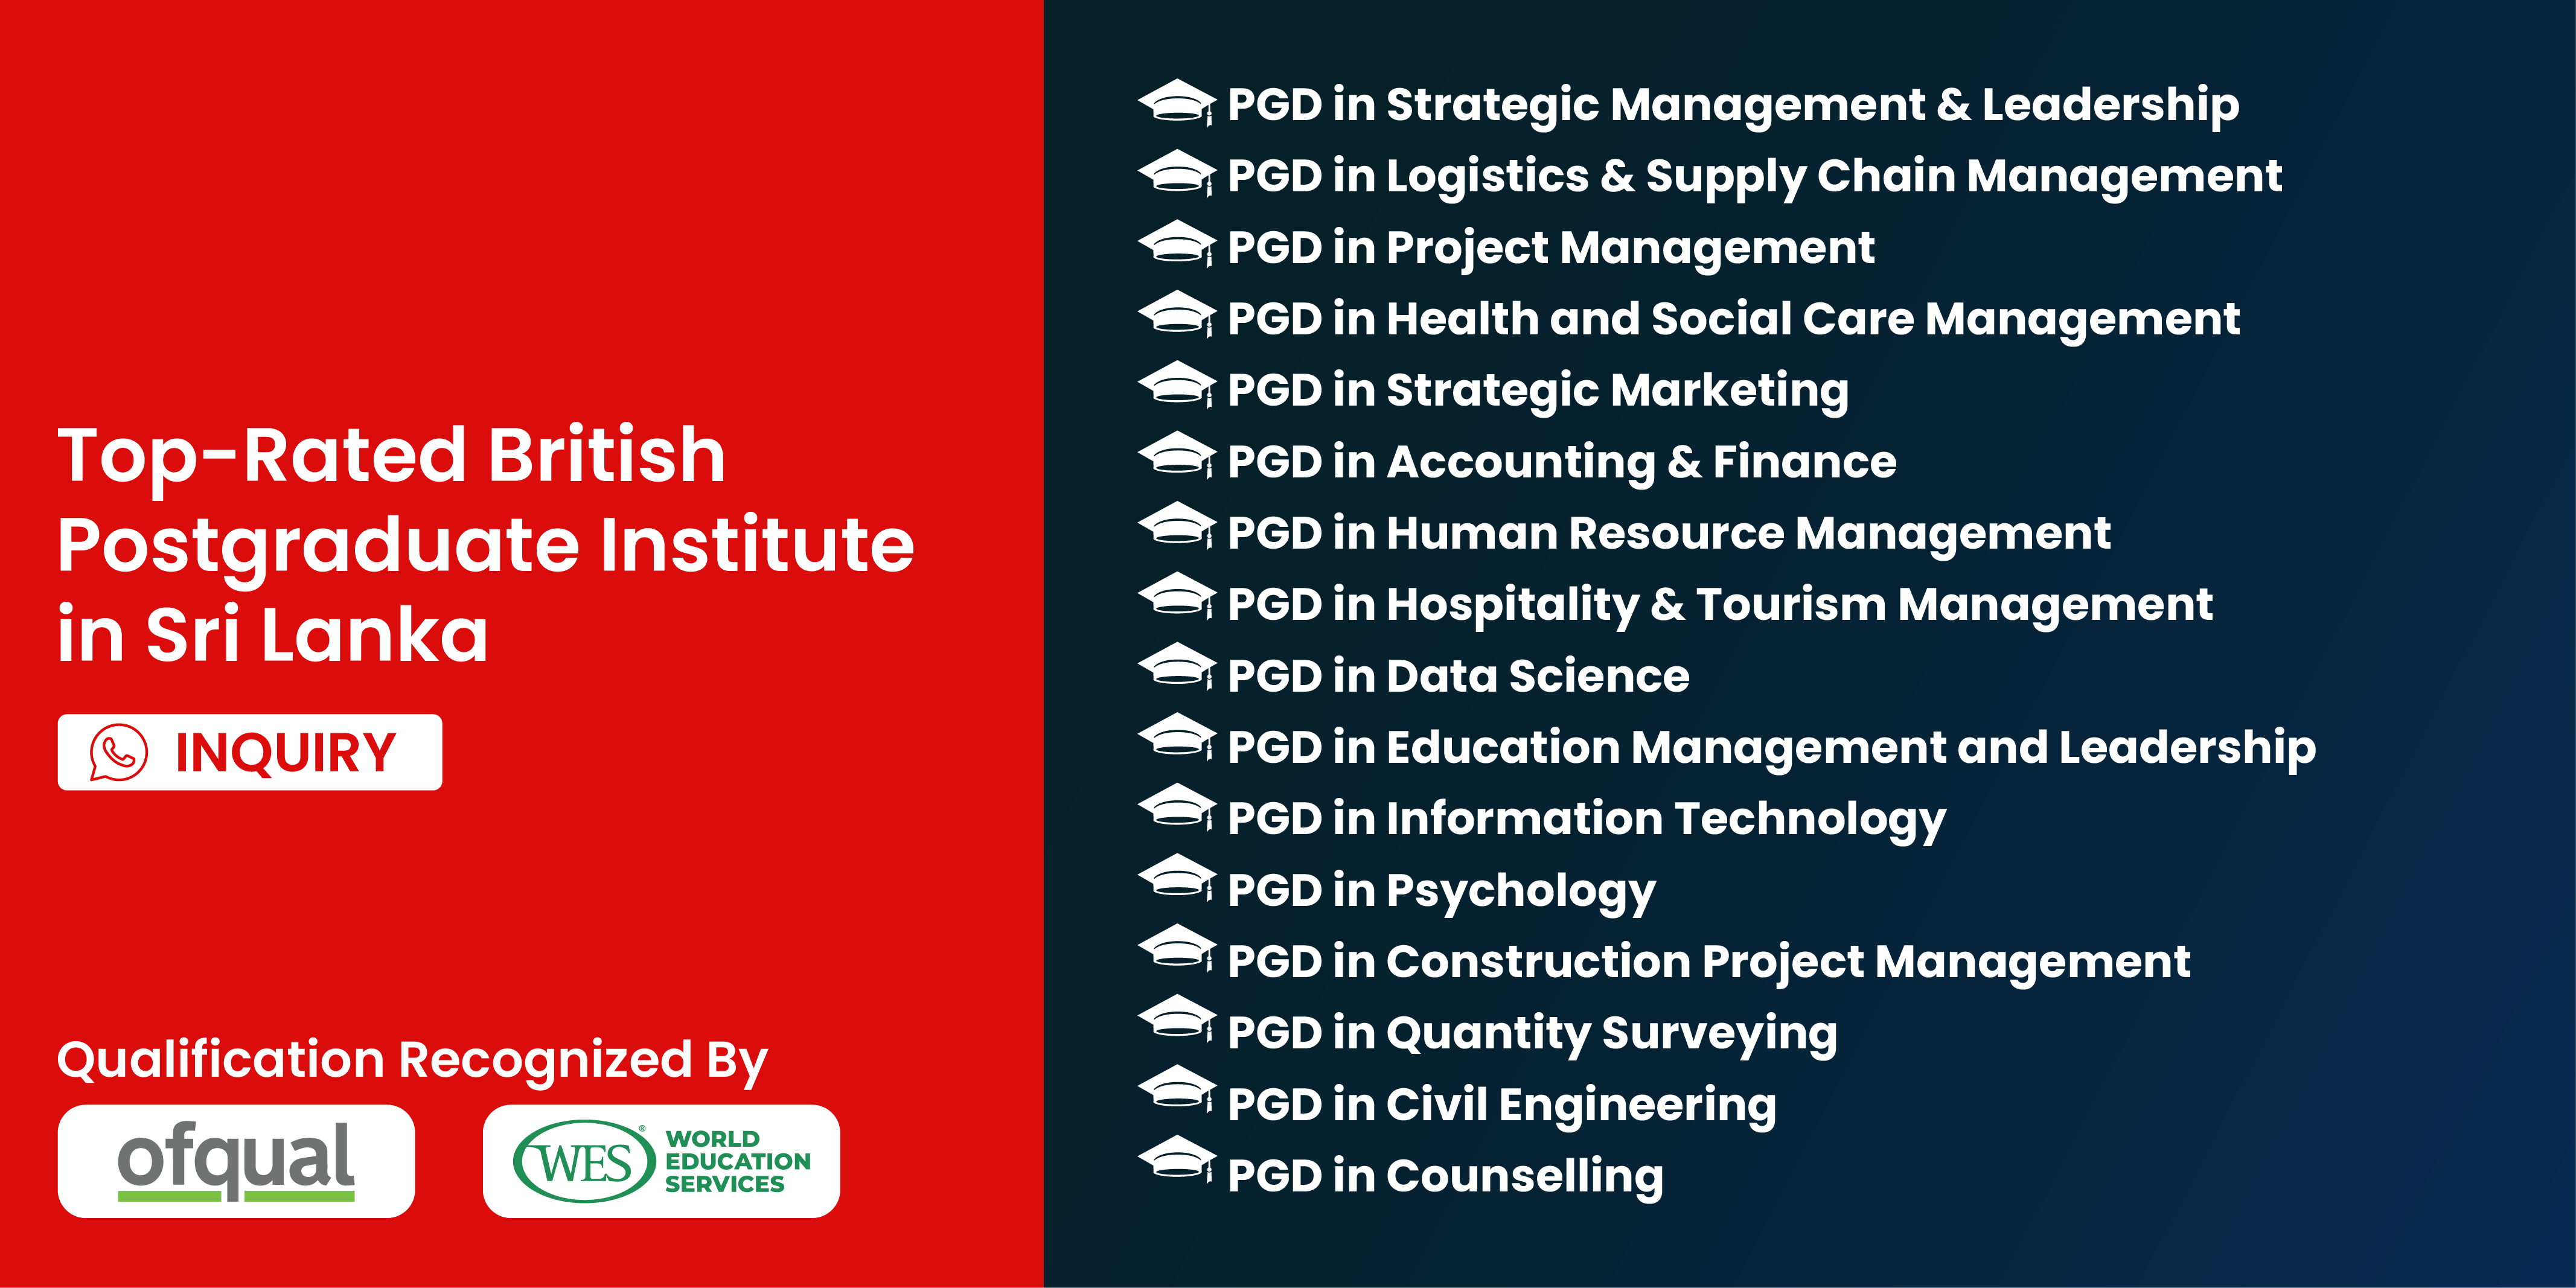 Top-Rated British
Postgraduate Institute
in Sri Lanka
INQUIRY
Qualification Recognized By
ofqual
WES®
WORLD
EDUCATION
SERVICES
PGD in Strategic Management & Leadership
PGD in Logistics & Supply Chain Management
PGD in Project Management
PGD in Health and Social Care Management
PGD in Strategic Marketing
PGD in Accounting & Finance
PGD in Human Resource Management
PGD in Hospitality & Tourism Management
PGD in Data Science
PGD in Education Management and Leadership
PGD in Information Technology
PGD in Psychology
PGD in Construction Project Management
PGD in Quantity Surveying
PGD in Civil Engineering
PGD in Counselling